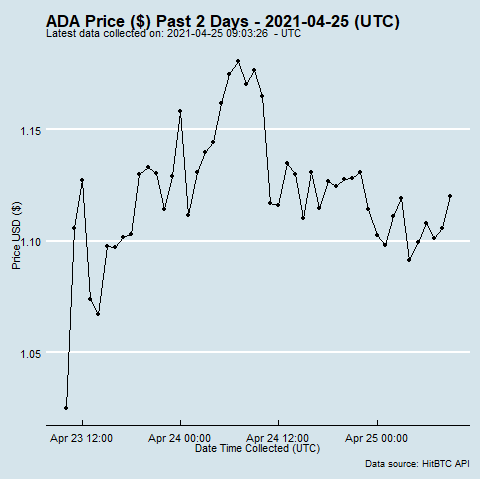 ADA Price ($) Past 2 Days - 2021-04-25 (UTC)
Latest data collected on: 2021-04-25 09:03:26 - UTC
1.15
1.10
1.05
Price USD ($)
Apr 23 12:00 Apr 24 00:00 Apr 24 12:00 Apr 25 00:00
Date Time Collected (UTC)
Data source: HitBTC API